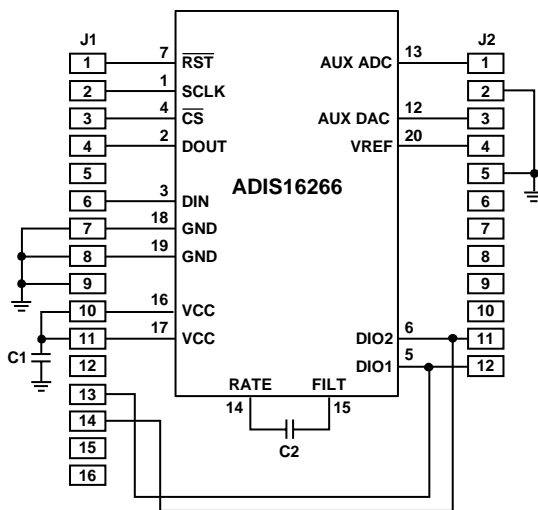 J1
J2
1 7 RST AUX ADC 13 1
2 1 SCLK 2
3 4 CS AUX DAC 12 3
4 2 DOUT VREF 20 4
5 5
ADIS16266
6 3 DIN 6
7 18 GND 7
8 19 GND 8
9 9
10 16 VCC 10
11 17 VCC DIO2 6 11
C1
12 DIO1 5 12
13 RATE FILT
14 14 15
C2
15
16